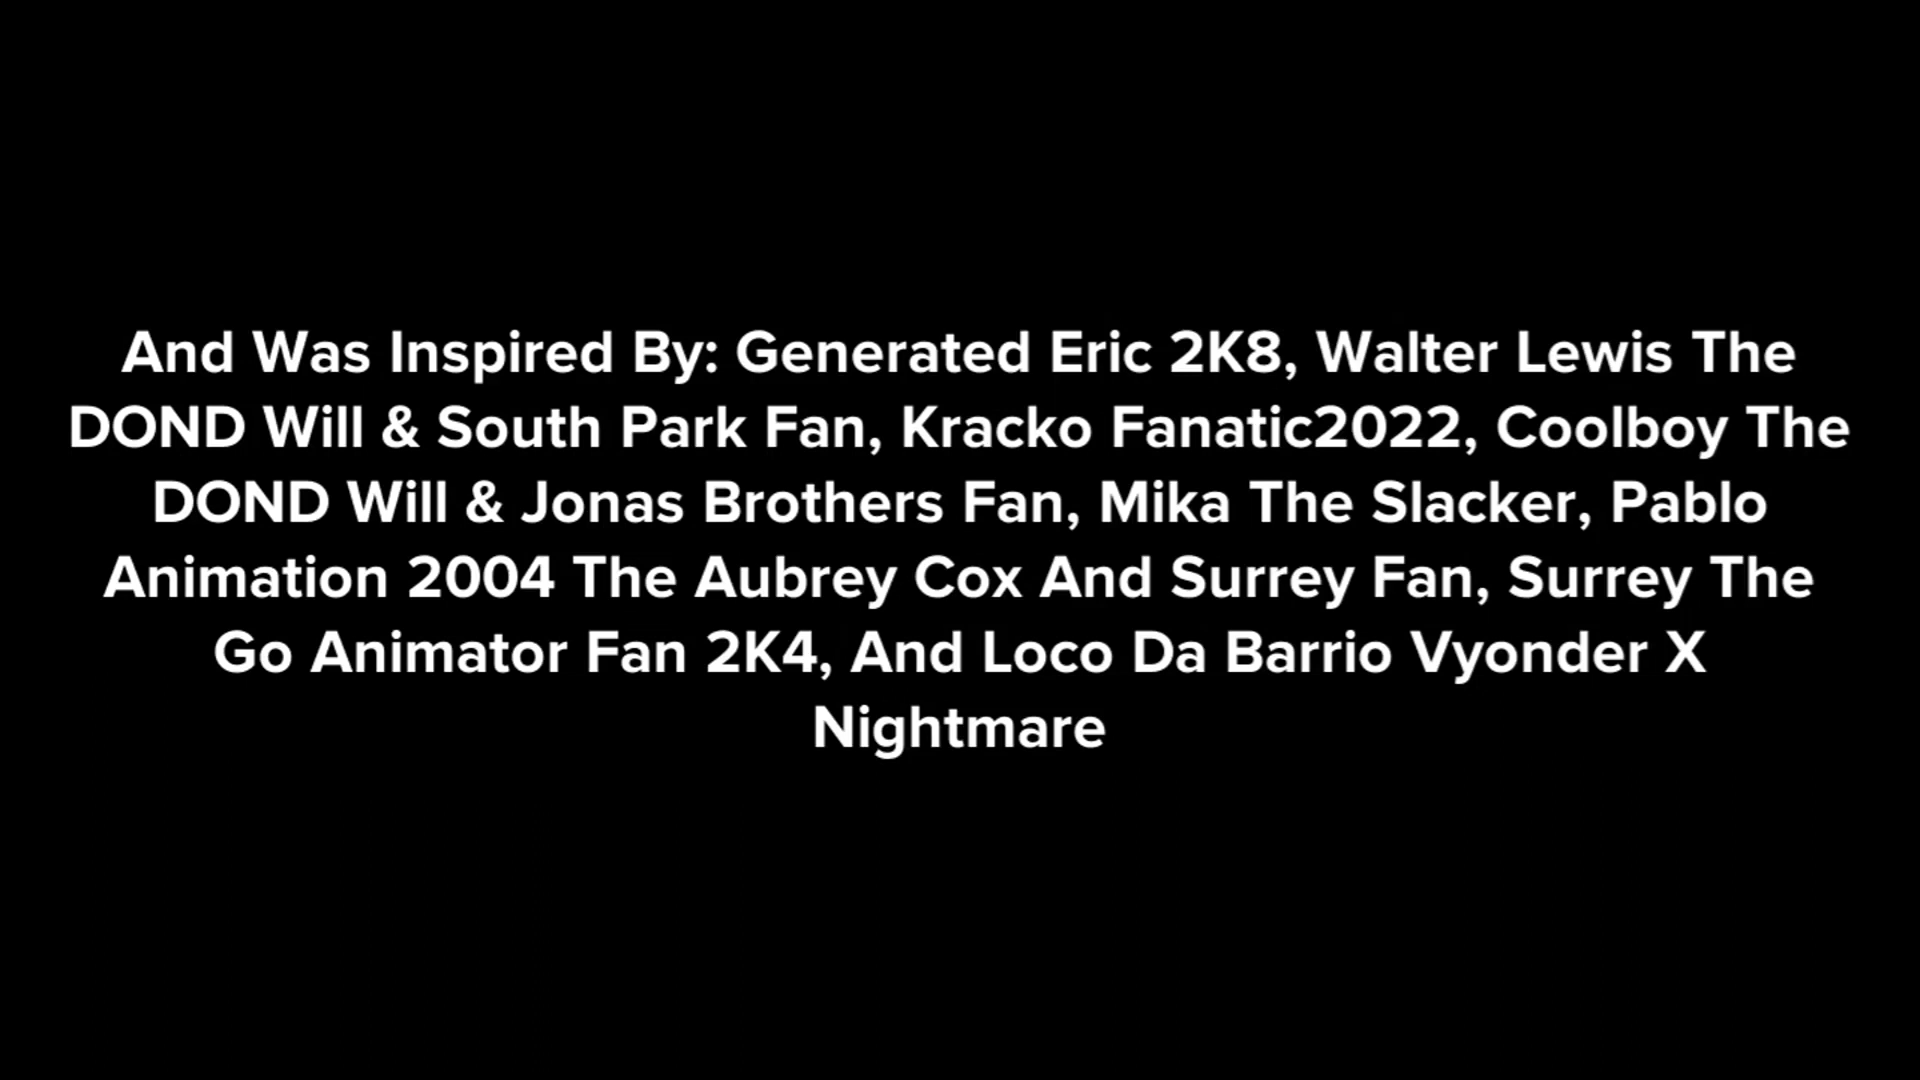 And Was Inspired By: Generated Eric 2K8, Walter Lewis The
DOND Will & South Park Fan, Kracko Fanatic2022, Coolboy The
DOND Will & Jonas Brothers Fan, Mika The Slacker, Pablo
Animation 2004 The Aubrey Cox And Surrey Fan, Surrey The
Go Animator Fan 2K4, And Loco Da Barrio Vyonder X
Nightmare